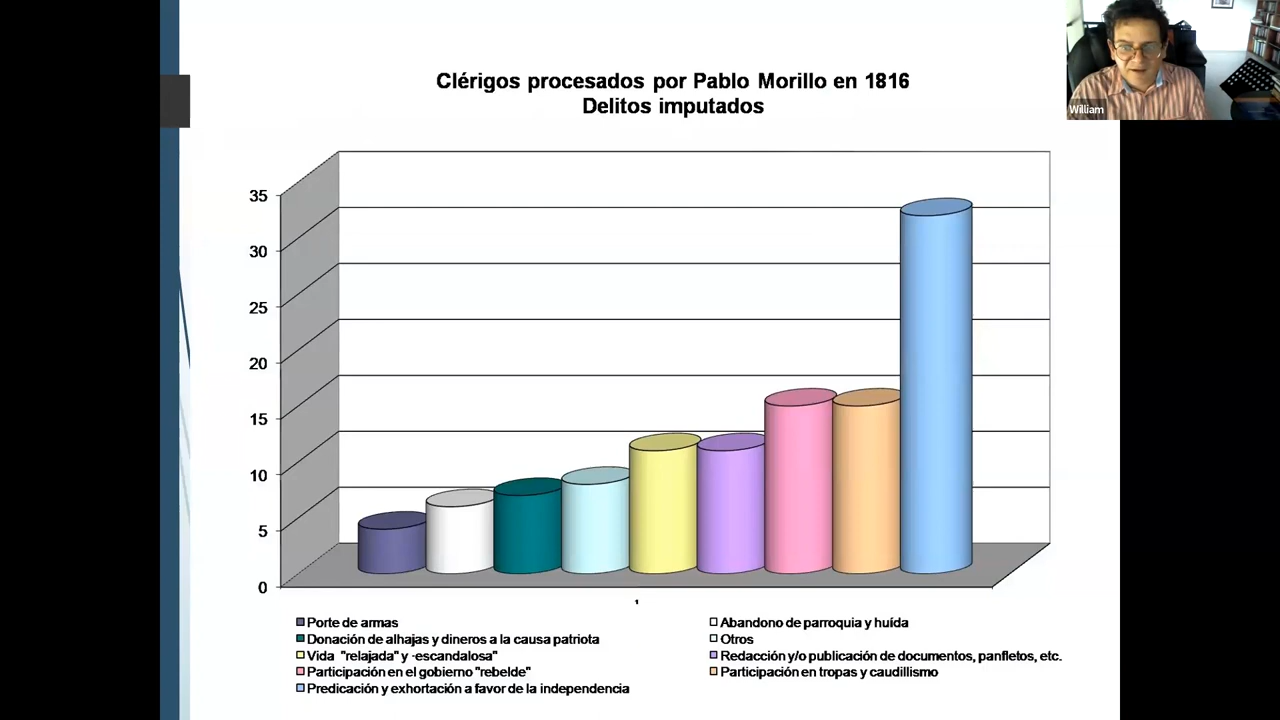 Clérigos procesados por Pablo Morillo en 1816
Delitos imputados
William
35
30
25
20
15
10
5
0
1
Porte de armas
Abandono de parroquia y huída
Donación de alhajas y dineros a la causa patriota
Otros
Vida "relajada" y -escandalosa"
Redacción y/o publicación de documentos, panfletos, etc.
Participación en el gobierno "rebelde"
Participación en tropas y caudillismo
Predicación y exhortación a favor de la independencia